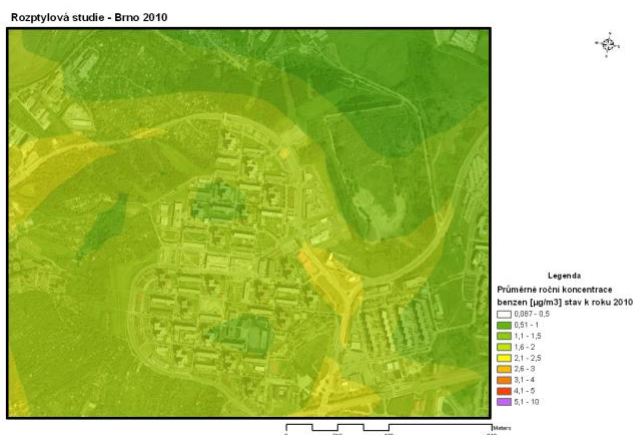 Rozptylová studie - Brno 2010
Legenda
Průměrné roční koncentrace
benzen [µg/m3] stav k roku 2010
0,087 - 0,5
0,51 - 1
1,1 - 1,5
1,6 - 2
2,1 - 2,5
2,6 - 3
3,1 - 4
4,1 - 5
5,1 - 10
Meters